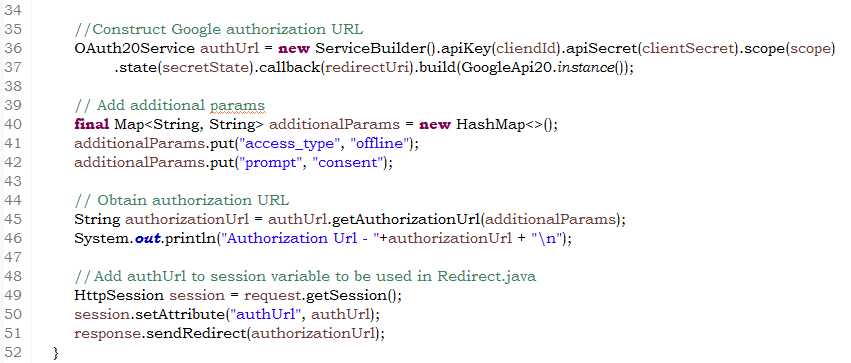 34
35 //Construct Google authorization URL
36 OAuth20Service authUrl = new ServiceBuilder().apiKey(cliendId).apiSecret(clientSecret).scope(scope)
37 .state(secretState).callback(redirectUri).build(GoogleApi20.instance());
38
39 // Add additional params
40 final Map<String, String> additionalParams = new HashMap<>();
41 additionalParams.put("access_type", "offline");
42 additionalParams.put("prompt", "consent");
43
44 // Obtain authorization URL
45 String authorizationUrl = authUrl.getAuthorizationUrl(additionalParams);
46 System.out.println("Authorization Url - "+authorizationUrl + "\n");
47
48 //Add authUrl to session variable to be used in Redirect.java
49 HttpSession session = request.getSession();
50 session.setAttribute("authUrl", authUrl);
51 response.sendRedirect(authorizationUrl);
52 }